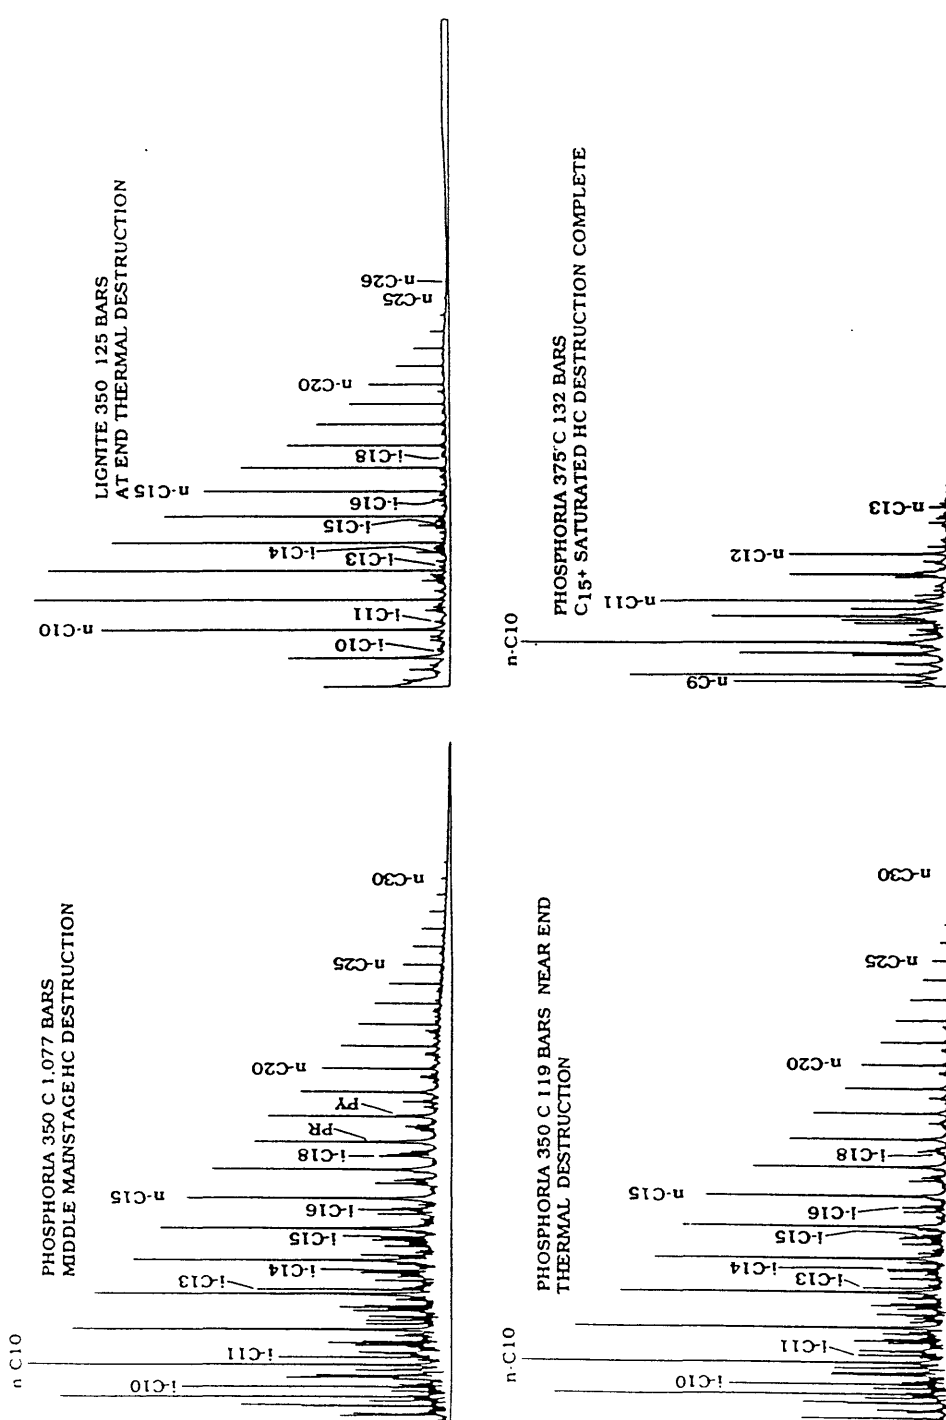 LIGNITE 350 125 BARS
AT END THERMAL DESTRUCTION
n-C10
i-C10
i-C11
i-C13
i-C14
i-C15
i-C16
n-C15
i-C18
n-C20
n-C25
n-C26
PHOSPHORIA 375°C 132 BARS
C15+ SATURATED HC DESTRUCTION COMPLETE
n-C10
n-C9
n-C11
n-C12
n-C13
PHOSPHORIA 350 C 1,077 BARS
MIDDLE MAINSTAGE HC DESTRUCTION
n-C10
i-C10
i-C11
i-C13
i-C14
i-C15
i-C16
n-C15
i-C18
PR
PY
n-C20
n-C25
n-C30
PHOSPHORIA 350 C 119 BARS NEAR END
THERMAL DESTRUCTION
n-C10
i-C10
i-C11
i-C13
i-C14
i-C15
i-C16
n-C15
i-C18
n-C20
n-C25
n-C30